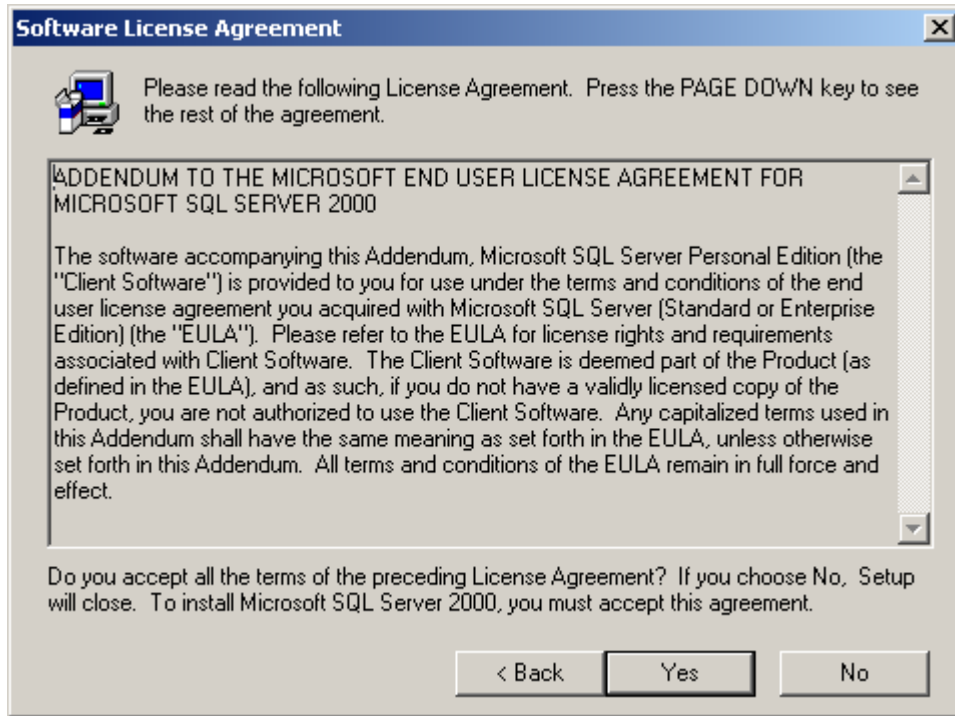 Software License Agreement
Please read the following License Agreement.  Press the PAGE DOWN key to see
the rest of the agreement.
ADDENDUM TO THE MICROSOFT END USER LICENSE AGREEMENT FOR
MICROSOFT SQL SERVER 2000
The software accompanying this Addendum, Microsoft SQL Server Personal Edition (the
"Client Software") is provided to you for use under the terms and conditions of the end
user license agreement you acquired with Microsoft SQL Server (Standard or Enterprise
Edition) (the "EULA").  Please refer to the EULA for license rights and requirements
associated with Client Software.  The Client Software is deemed part of the Product (as
defined in the EULA), and as such, if you do not have a validly licensed copy of the
Product, you are not authorized to use the Client Software.  Any capitalized terms used in
this Addendum shall have the same meaning as set forth in the EULA, unless otherwise
set forth in this Addendum.  All terms and conditions of the EULA remain in full force and
effect.
Do you accept all the terms of the preceding License Agreement?  If you choose No,  Setup
will close.  To install Microsoft SQL Server 2000, you must accept this agreement.
< Back
Yes
No